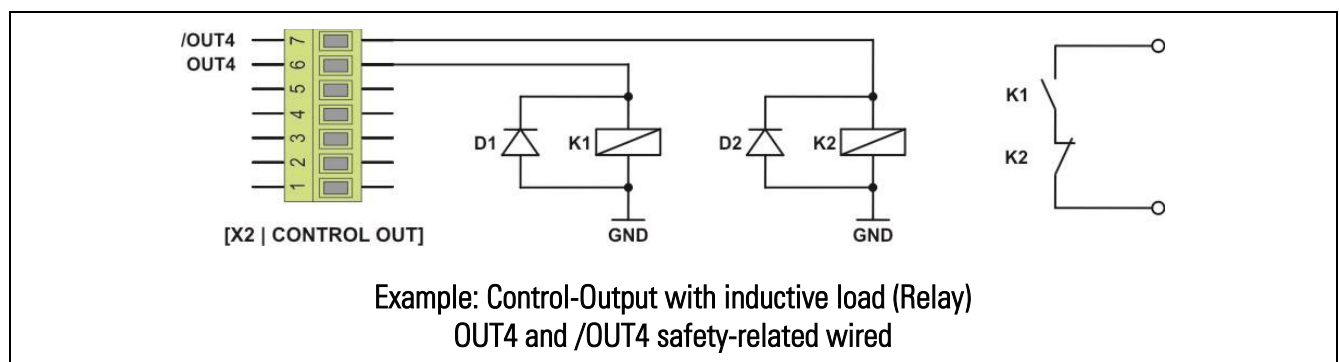 /OUT4
7
OUT4
6
5
4
3
2
1
D1
K1
D2
K2
K1
K2
[X2 | CONTROL OUT]
GND
GND
Example: Control-Output with inductive load (Relay)
OUT4 and /OUT4 safety-related wired